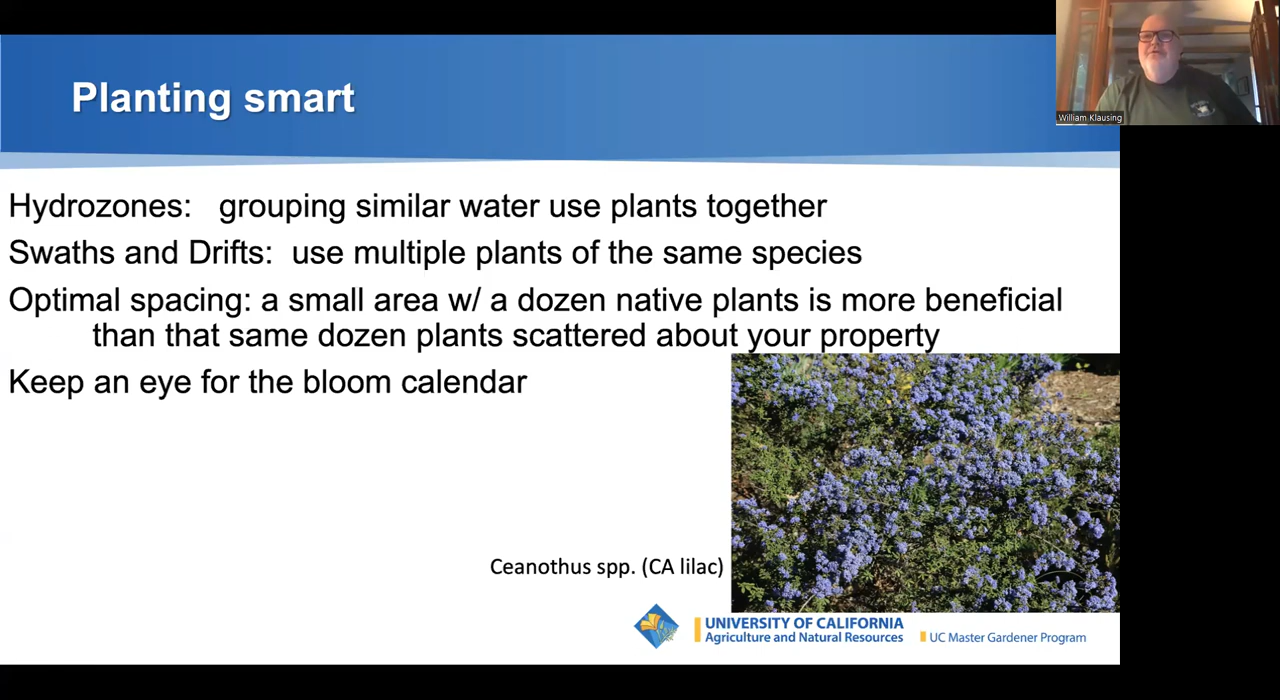 Planting smart
William Klausing
Hydrozones: grouping similar water use plants together
Swaths and Drifts: use multiple plants of the same species
Optimal spacing: a small area w/ a dozen native plants is more beneficial
than that same dozen plants scattered about your property
Keep an eye for the bloom calendar
Ceanothus spp. (CA lilac)
UNIVERSITY OF CALIFORNIA
Agriculture and Natural Resources
UC Master Gardener Program